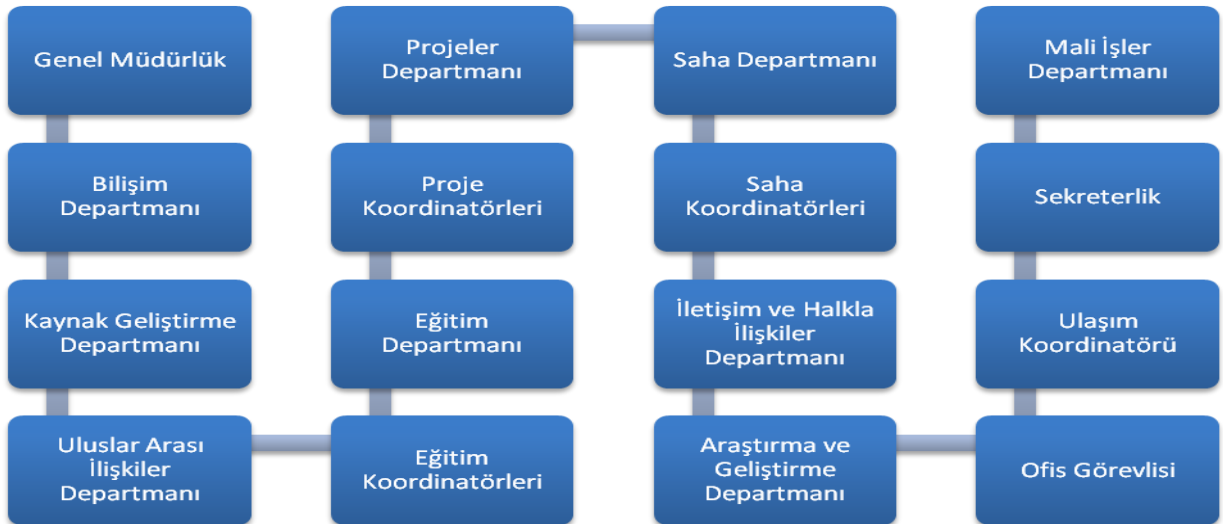 Genel Müdürlük
Bilişim
Departmanı
Kaynak Geliştirme
Departmanı
Uluslar Arası
İlişkiler
Departmanı
Eğitim
Koordinatörleri
Eğitim
Departmanı
Proje
Koordinatörleri
Projeler
Departmanı
Saha Departmanı
Saha
Koordinatörleri
İletişim ve Halkla
İlişkiler
Departmanı
Araştırma ve
Geliştirme
Departmanı
Ofis Görevlisi
Ulaşım
Koordinatörü
Sekreterlik
Mali İşler
Departmanı